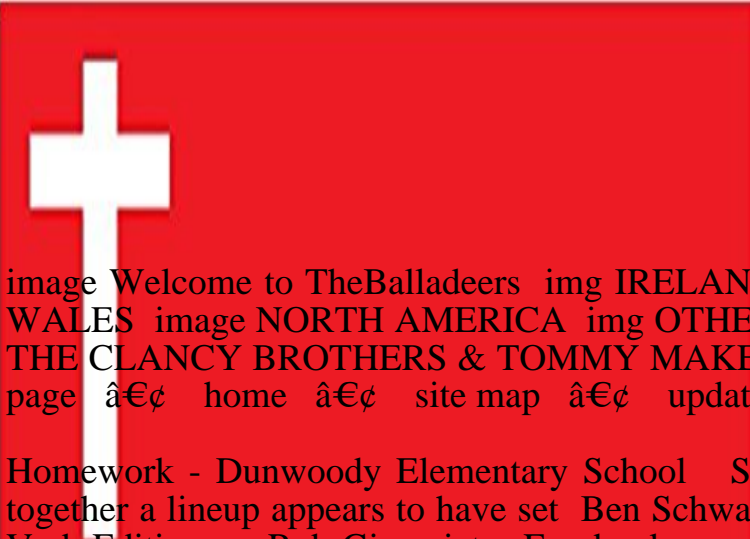 image Welcome to TheBalladeers img IRELAN
WALES image NORTH AMERICA img OTHE
THE CLANCY BROTHERS & TOMMY MAKE
page â€¢ home â€¢ site map â€¢ updat
Homework - Dunwoody Elementary School S
together a lineup appears to have set Ben Schwa